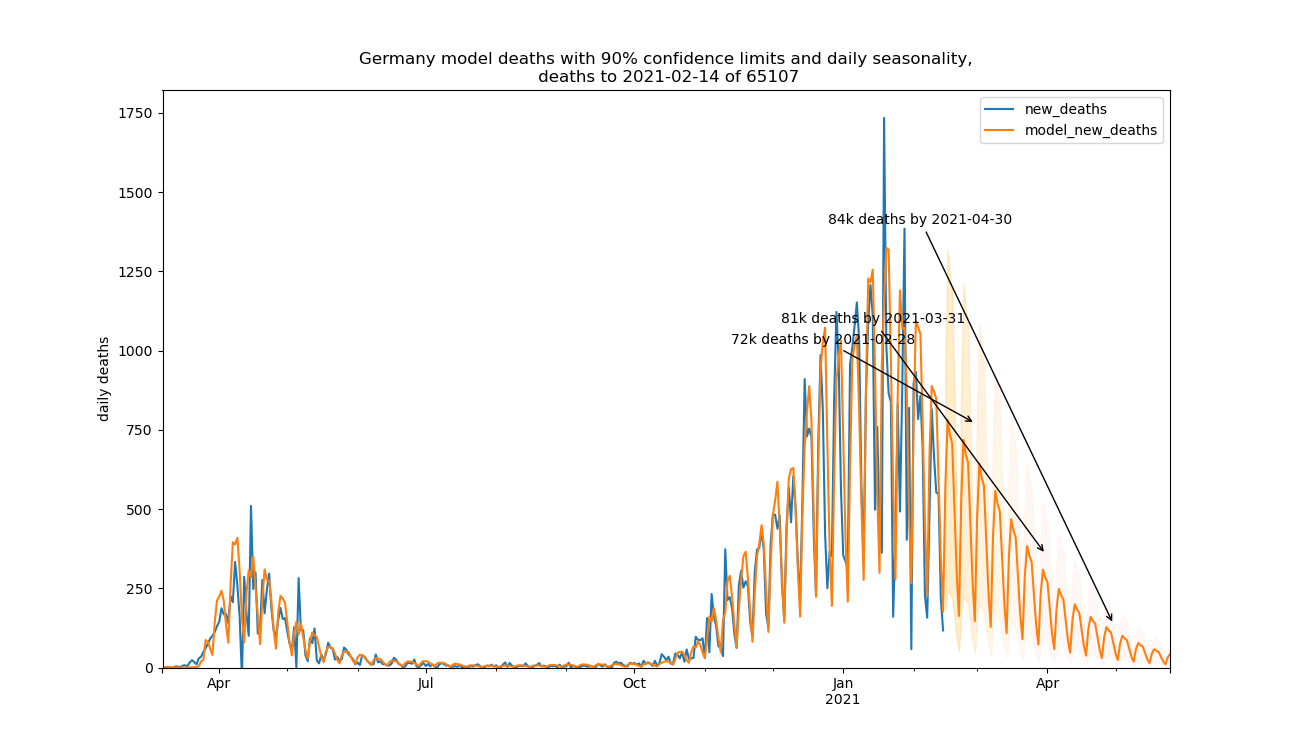 Germany model deaths with 90% confidence limits and daily seasonality,
deaths to 2021-02-14 of 65107
new_deaths
model_new_deaths
84k deaths by 2021-04-30
81k deaths by 2021-03-31
72k deaths by 2021-02-28
daily deaths
1750
1500
1250
1000
750
500
250
0
Apr
Jul
Oct
Jan
2021
Apr